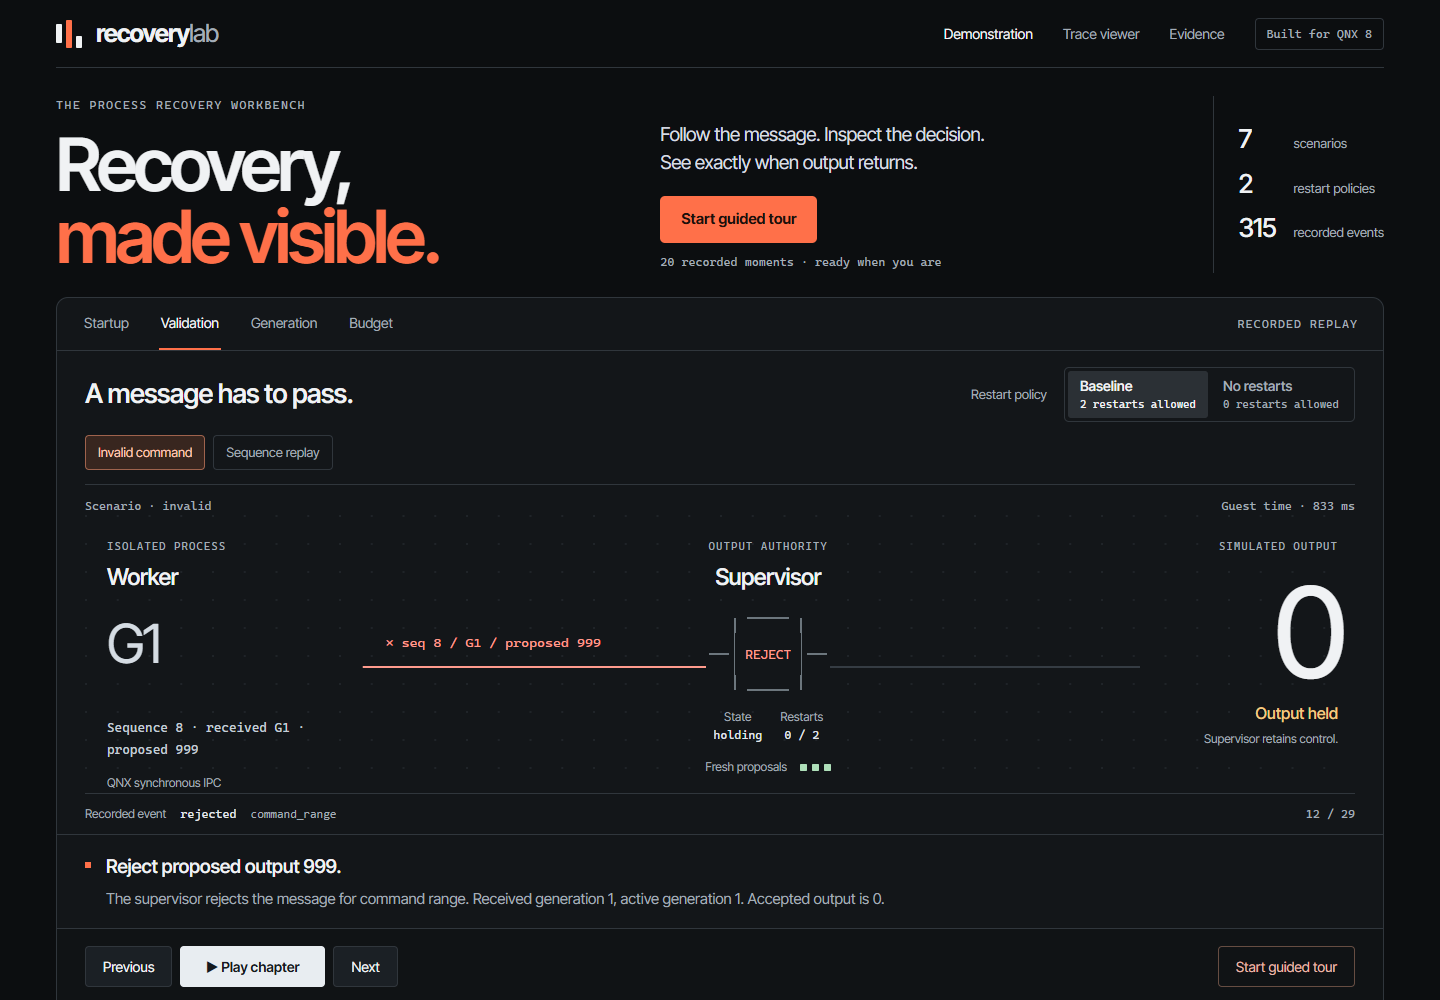 recoverylab
Demonstration
Trace viewer
Evidence
Built for QNX 8
THE PROCESS RECOVERY WORKBENCH
Recovery,
made visible.
Follow the message. Inspect the decision.
See exactly when output returns.
Start guided tour
20 recorded moments · ready when you are
7 scenarios
2 restart policies
315 recorded events
Startup
Validation
Generation
Budget
RECORDED REPLAY
A message has to pass.
Restart policy
Baseline
2 restarts allowed
No restarts
0 restarts allowed
Invalid command
Sequence replay
Scenario · invalid
Guest time · 833 ms
ISOLATED PROCESS
Worker
G1
Sequence 8 · received G1 ·
proposed 999
QNX synchronous IPC
× seq 8 / G1 / proposed 999
OUTPUT AUTHORITY
Supervisor
REJECT
State
holding
Restarts
0 / 2
Fresh proposals
SIMULATED OUTPUT
0
Output held
Supervisor retains control.
Recorded event rejected command_range
12 / 29
Reject proposed output 999.
The supervisor rejects the message for command range. Received generation 1, active generation 1. Accepted output is 0.
Previous
▶ Play chapter
Next
Start guided tour